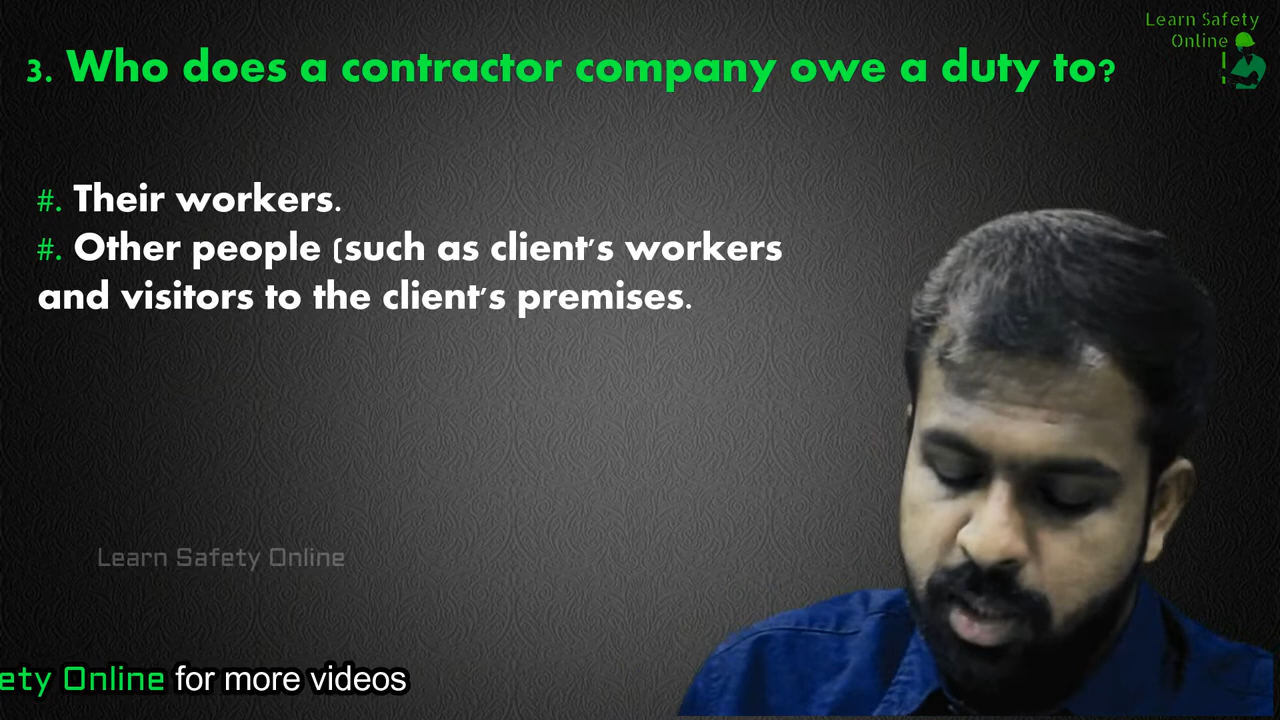 Learn Safety
Online
3. Who does a contractor company owe a duty to?
#. Their workers.
#. Other people (such as client's workers
and visitors to the client's premises.
Learn Safety Online
ety Online for more videos